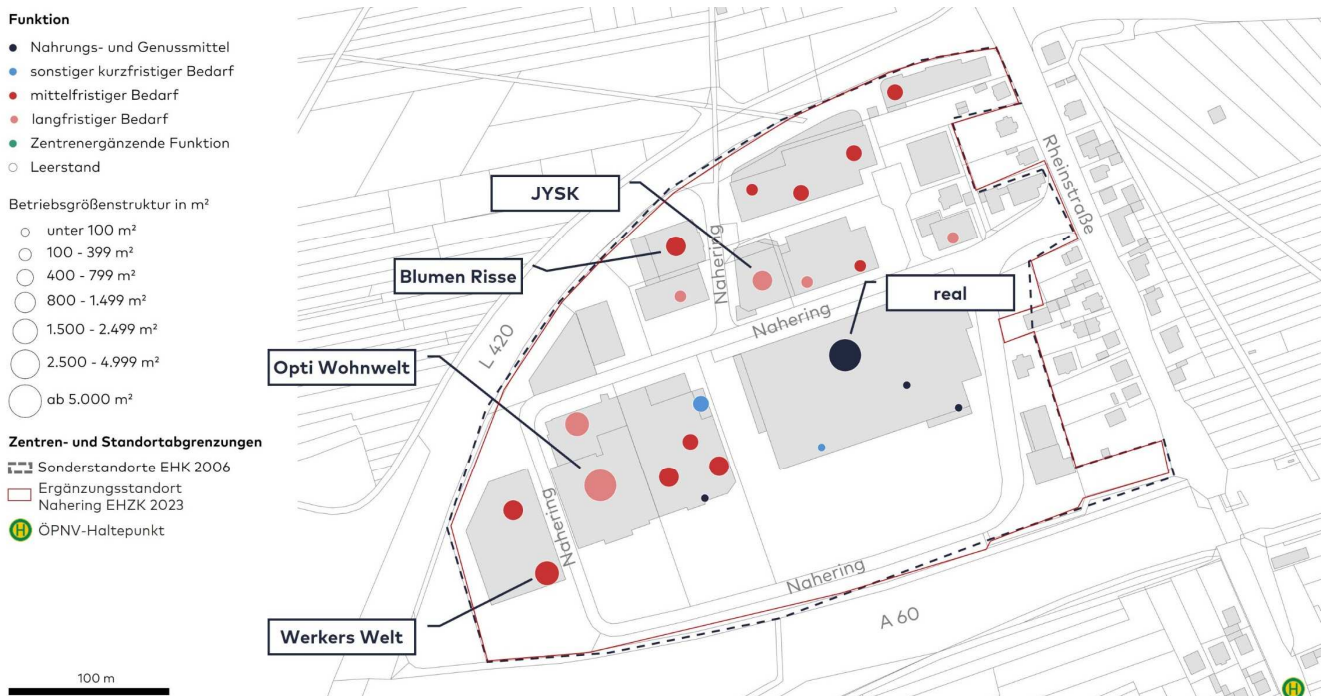 Funktion
Nahrungs- und Genussmittel
sonstiger kurzfristiger Bedarf
mittelfristiger Bedarf
langfristiger Bedarf
Zentrenergänzende Funktion
Leerstand
Betriebsgrößenstruktur in m²
unter 100 m²
100 - 399 m²
400 - 799 m²
800 - 1.499 m²
1.500 - 2.499 m²
2.500 - 4.999 m²
ab 5.000 m²
Zentren- und Standortabgrenzungen
Sonderstandorte EHK 2006
Ergänzungsstandort
Nahering EHZK 2023
H ÖPNV-Haltepunkt
100 m
JYSK
Blumen Risse
real
Opti Wohnwelt
Werkers Welt
Rheinstraße
Nahering
Nahering
L 420
Nahering
Nahering
A 60
H